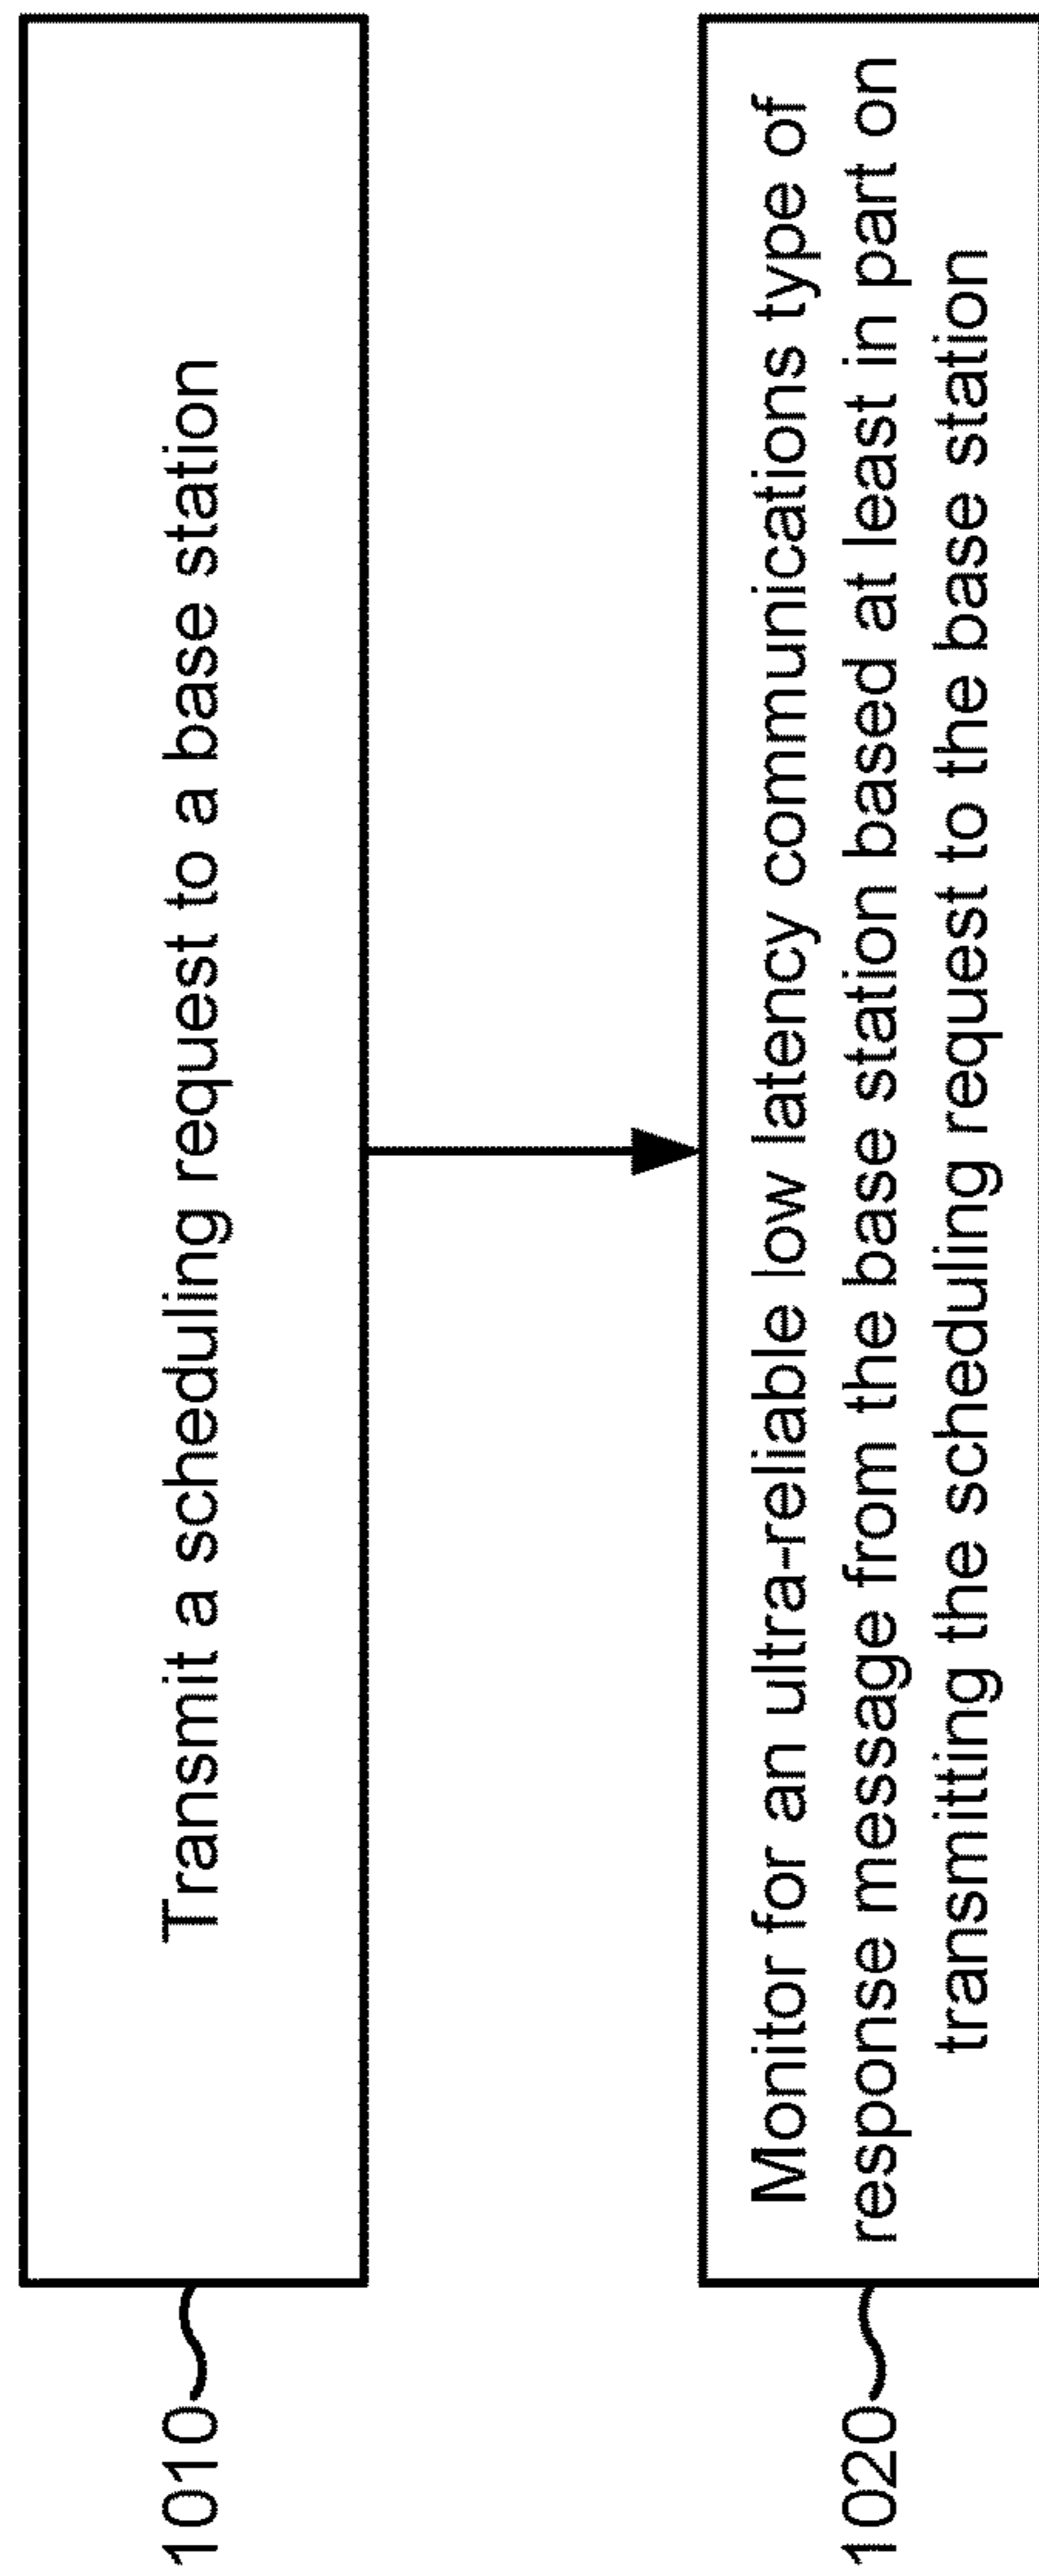 1010
Transmit a scheduling request to a base station
1020
Monitor for an ultra-reliable low latency communications type of
response message from the base station based at least in part on
transmitting the scheduling request to the base station